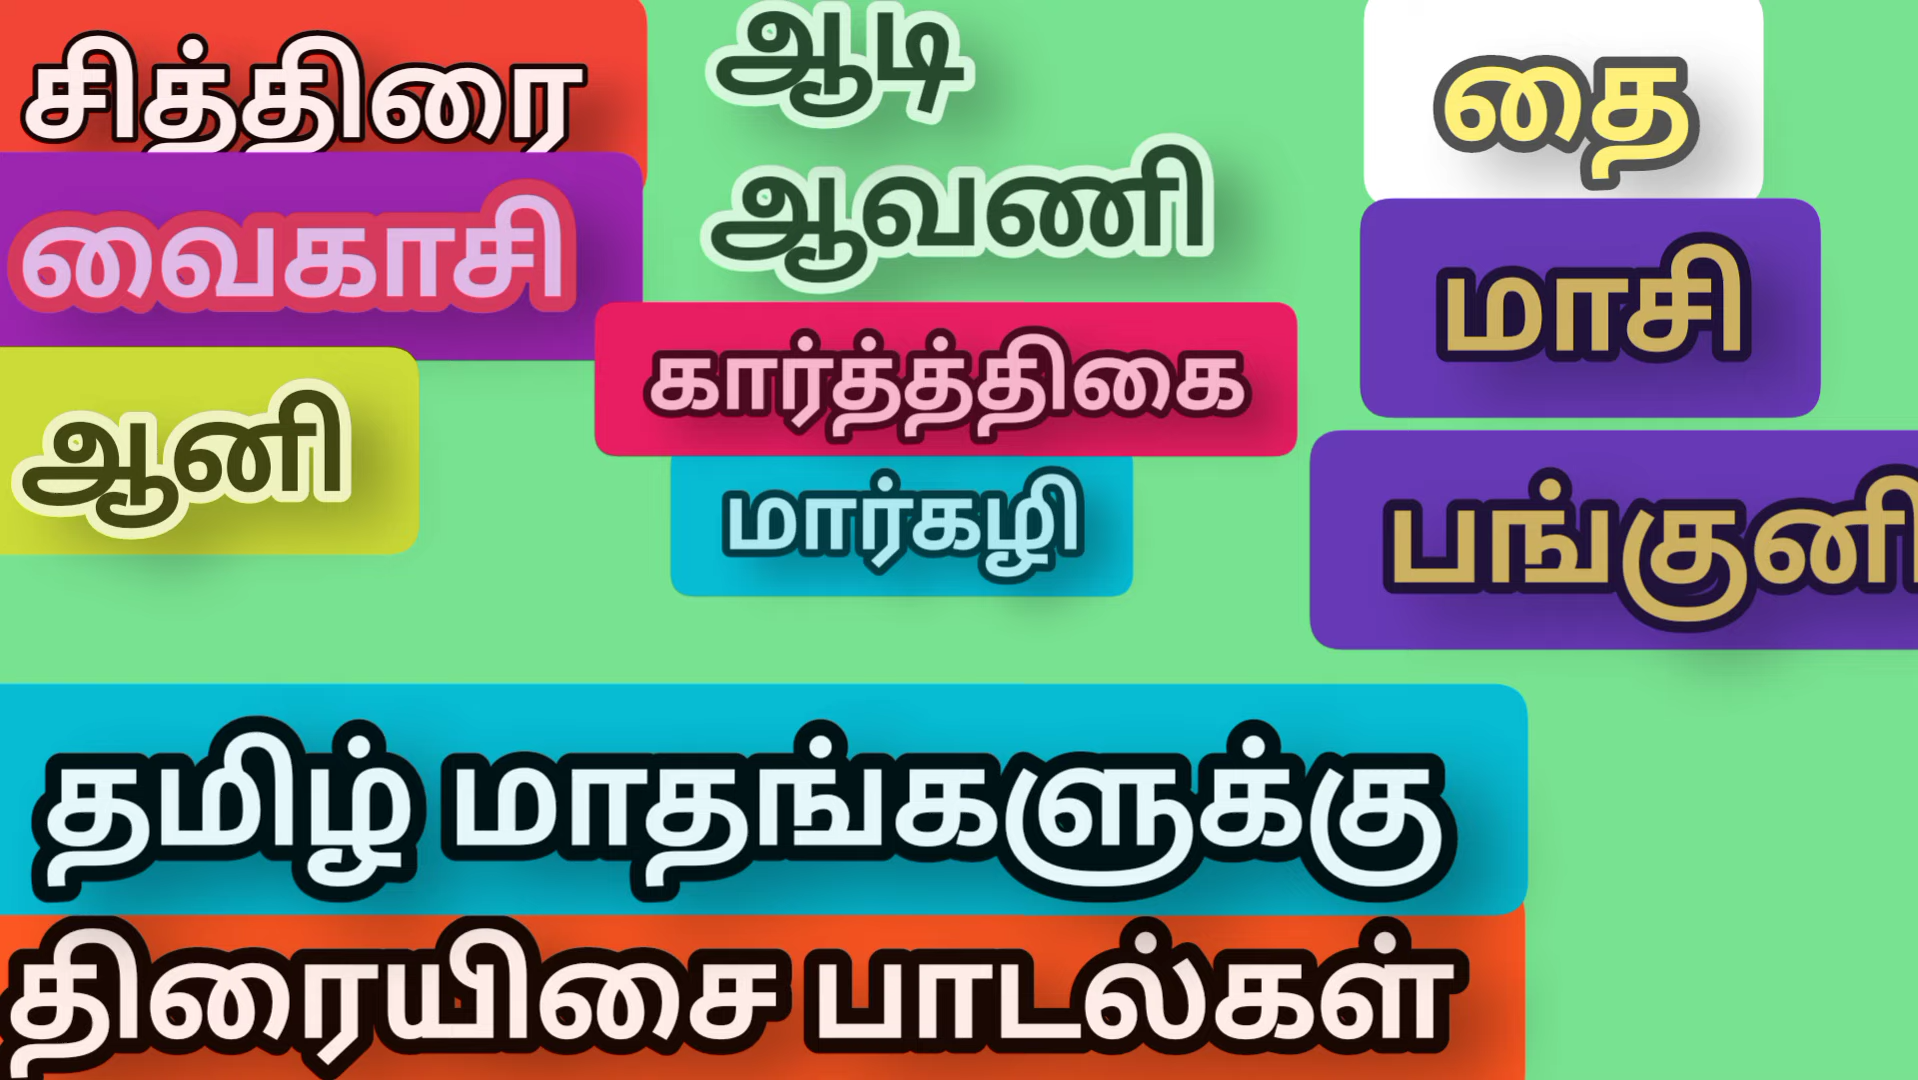 சித்திரை
வைகாசி
ஆனி
ஆடி
ஆவணி
கார்த்த்திகை
மார்கழி
தை
மாசி
பங்குனி
தமிழ் மாதங்களுக்கு
திரையிசை பாடல்கள்